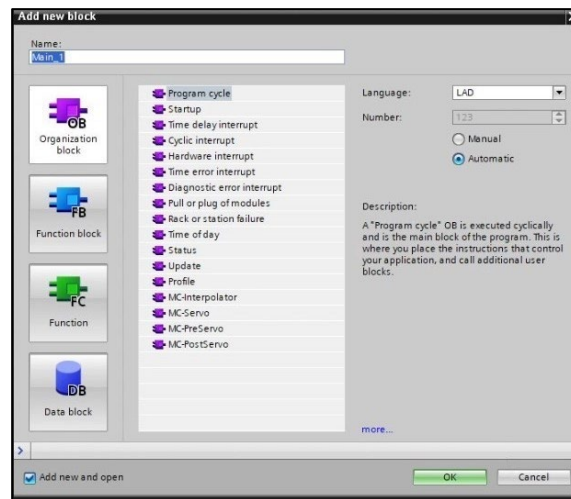 Add new block
Name:
Main_1
OB
Organization
block
FB
Function block
FC
Function
DB
Data block
Program cycle
Startup
Time delay interrupt
Cyclic interrupt
Hardware interrupt
Time error interrupt
Diagnostic error interrupt
Pull or plug of modules
Rack or station failure
Time of day
Status
Update
Profile
MC-Interpolator
MC-Servo
MC-PreServo
MC-PostServo
Language:
LAD
Number:
123
Manual
Automatic
Description:
A "Program cycle" OB is executed cyclically
and is the main block of the program. This is
where you place the instructions that control
your application, and call additional user
blocks.
more...
Add new and open
OK
Cancel